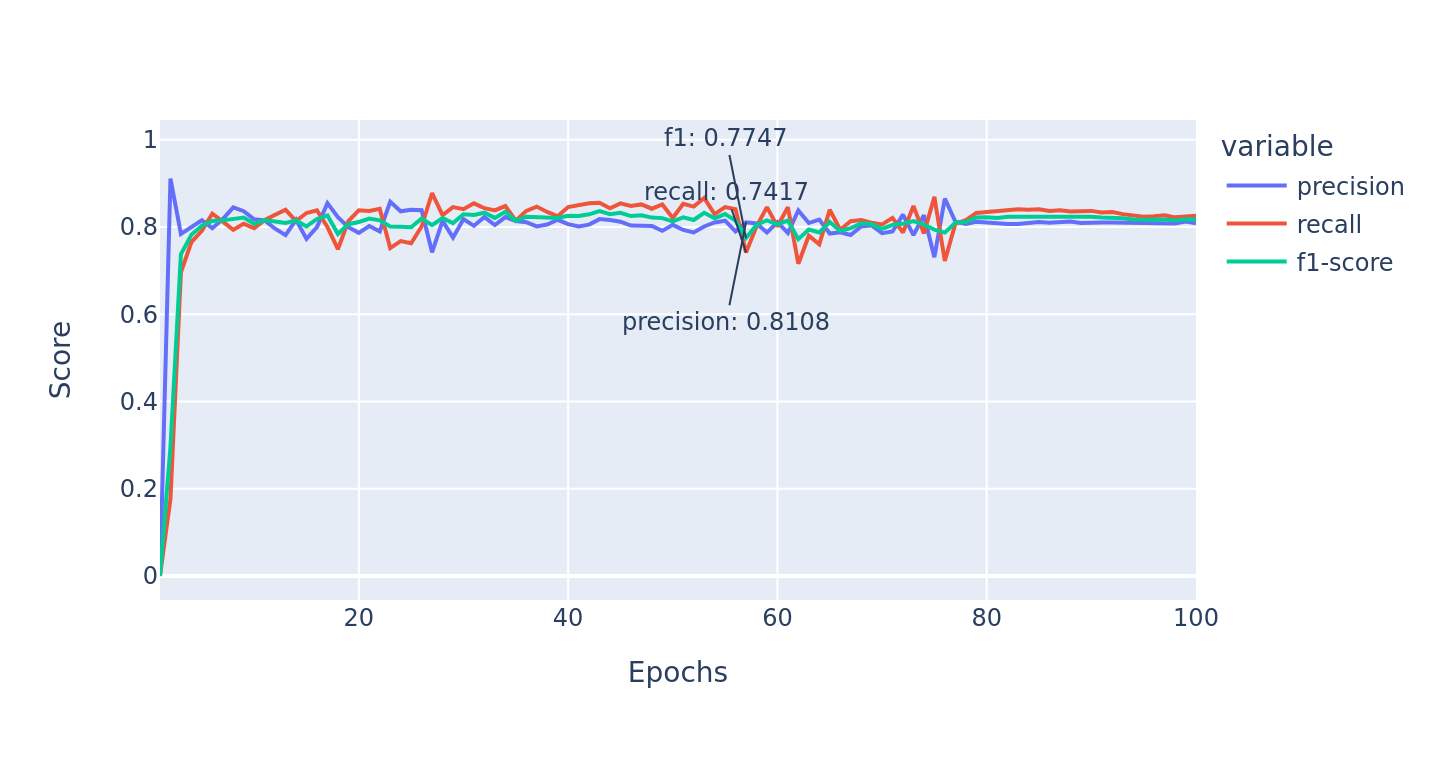 f1: 0.7747
recall: 0.7417
precision: 0.8108
1
0.8
0.6
0.4
0.2
0
Score
20 40 60 80 100
Epochs
variable
precision
recall
f1-score